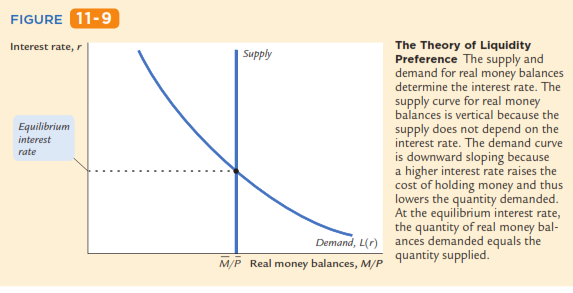 FIGURE 11-9
Interest rate, r
Supply
Equilibrium
interest
rate
Demand, L(r)
M̅/P̅ Real money balances, M/P
The Theory of Liquidity
Preference The supply and
demand for real money balances
determine the interest rate. The
supply curve for real money
balances is vertical because the
supply does not depend on the
interest rate. The demand curve
is downward sloping because
a higher interest rate raises the
cost of holding money and thus
lowers the quantity demanded.
At the equilibrium interest rate,
the quantity of real money bal-
ances demanded equals the
quantity supplied.